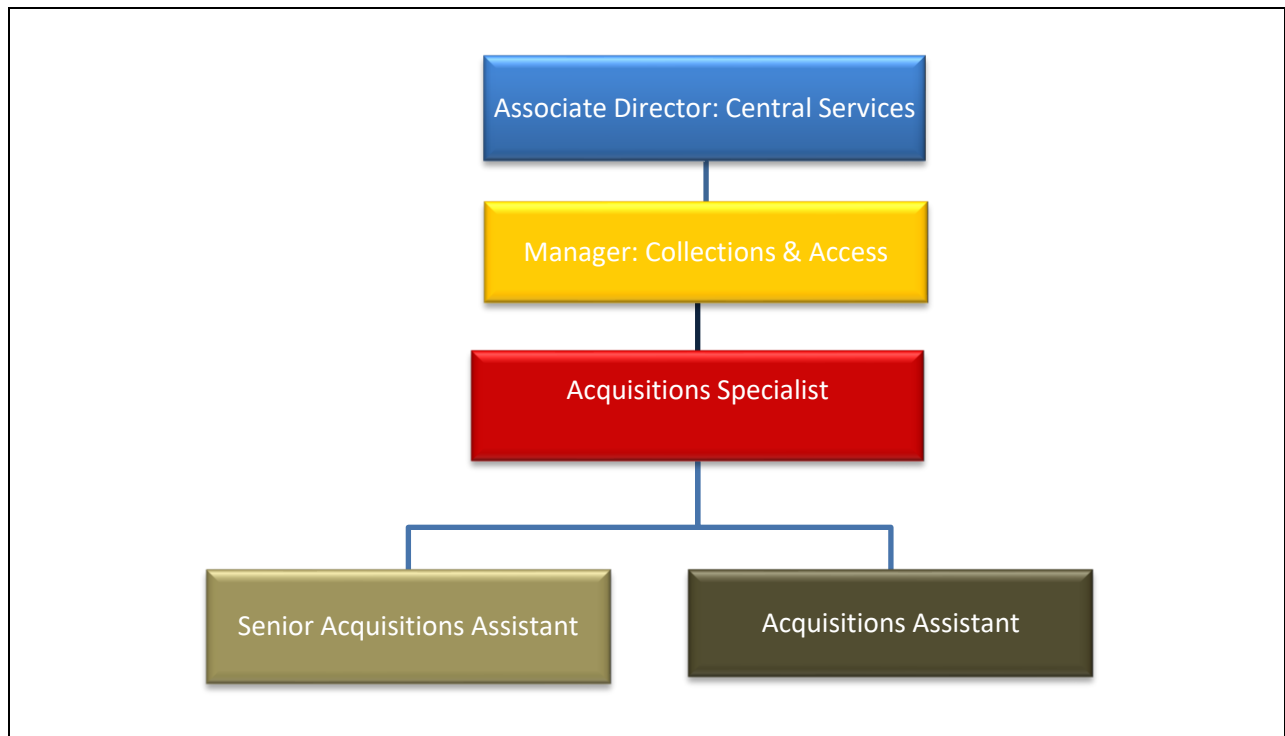 Associate Director: Central Services
Manager: Collections & Access
Acquisitions Specialist
Senior Acquisitions Assistant
Acquisitions Assistant